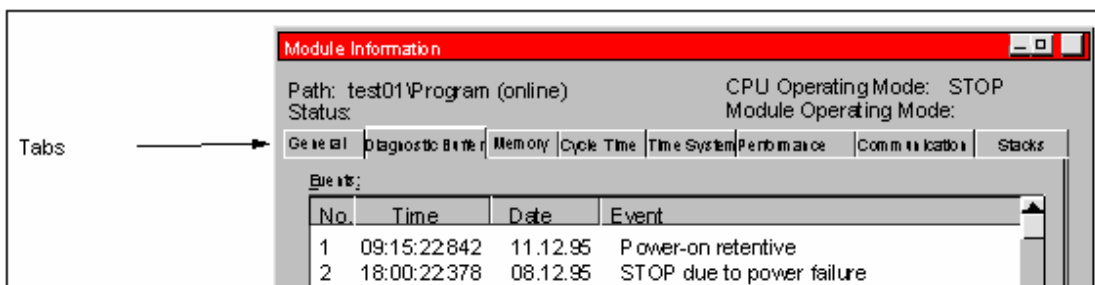 Module Information
Path: test01\Program (online)
CPU Operating Mode: STOP
Status:
Module Operating Mode:
Tabs
General Diagnostic Buffer Memory Cycle Time Time System Performance Communication Stacks
Events:
No. Time Date Event
1 09:15:22:842 11.12.95 Power-on retentive
2 18:00:22:378 08.12.95 STOP due to power failure